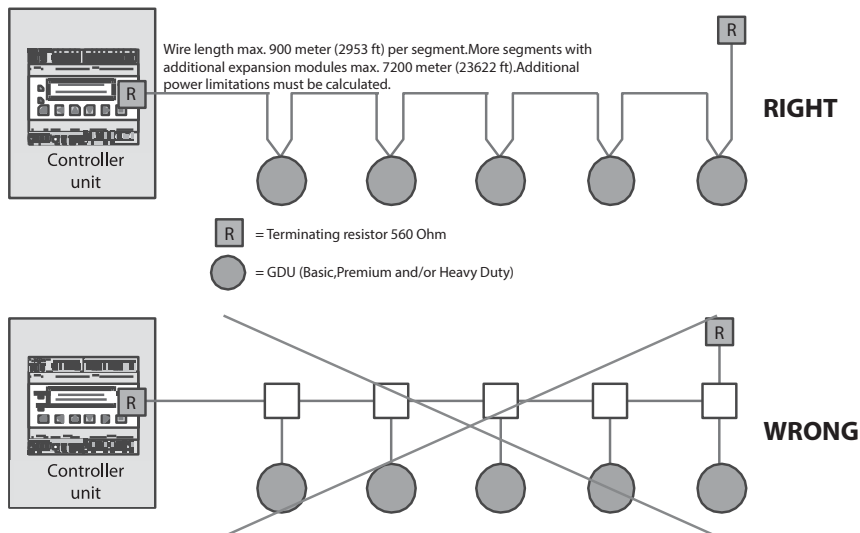 R
Wire length max. 900 meter (2953 ft) per segment.More segments with
additional expansion modules max. 7200 meter (23622 ft).Additional
power limitations must be calculated.
R
RIGHT
Controller
unit
R = Terminating resistor 560 Ohm
= GDU (Basic,Premium and/or Heavy Duty)
R
R
WRONG
Controller
unit